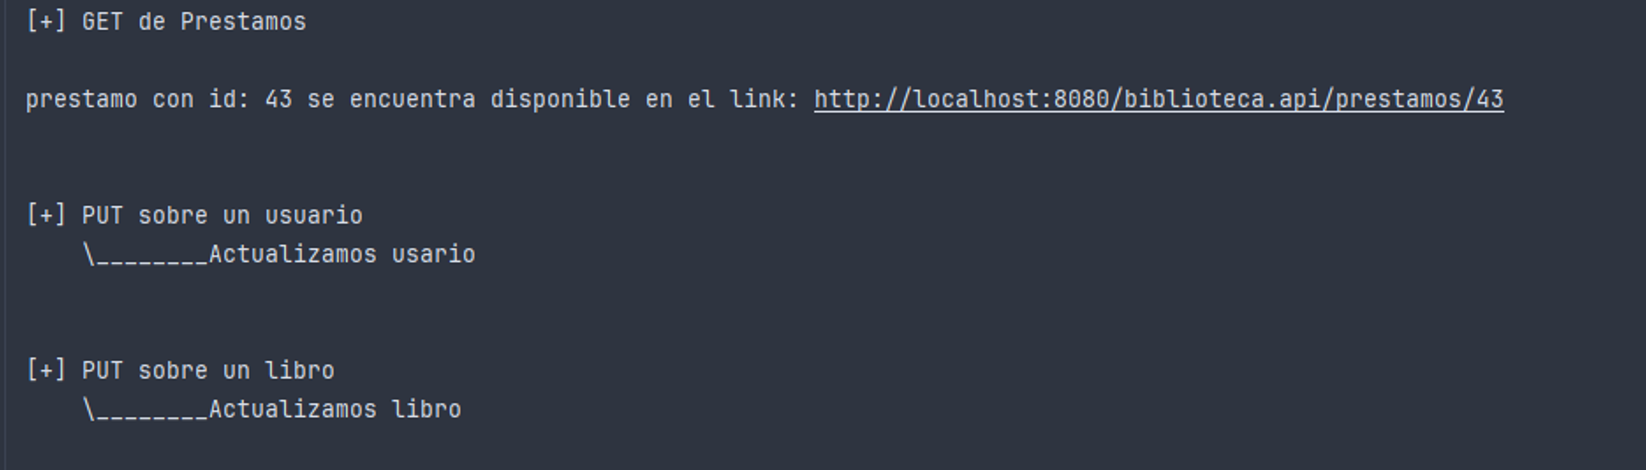 [+] GET de Prestamos
prestamo con id: 43 se encuentra disponible en el link: http://localhost:8080/biblioteca.api/prestamos/43
[+] PUT sobre un usuario
\________Actualizamos usario
[+] PUT sobre un libro
\________Actualizamos libro